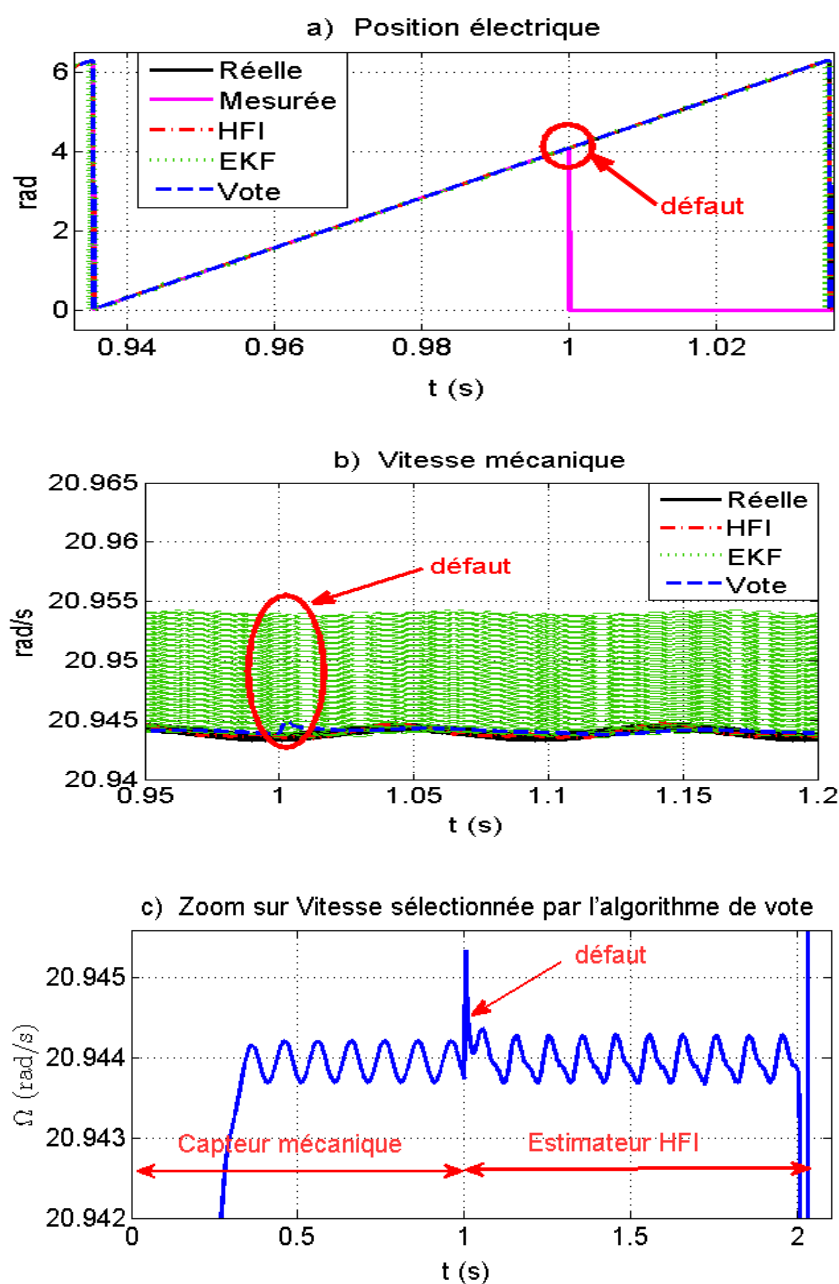 a) Position électrique
6
4
2
0
rad
Réelle
Mesurée
HFI
EKF
Vote
défaut
0.94
0.96
0.98
1
1.02
t (s)
b) Vitesse mécanique
20.965
20.96
20.955
20.95
20.945
20.94
rad/s
Réelle
HFI
EKF
Vote
défaut
0.95
1
1.05
1.1
1.15
1.2
t (s)
c) Zoom sur Vitesse sélectionnée par l'algorithme de vote
20.945
20.944
20.943
20.942
Ω (rad/s)
défaut
Capteur mécanique
Estimateur HFI
0
0.5
1
1.5
2
t (s)